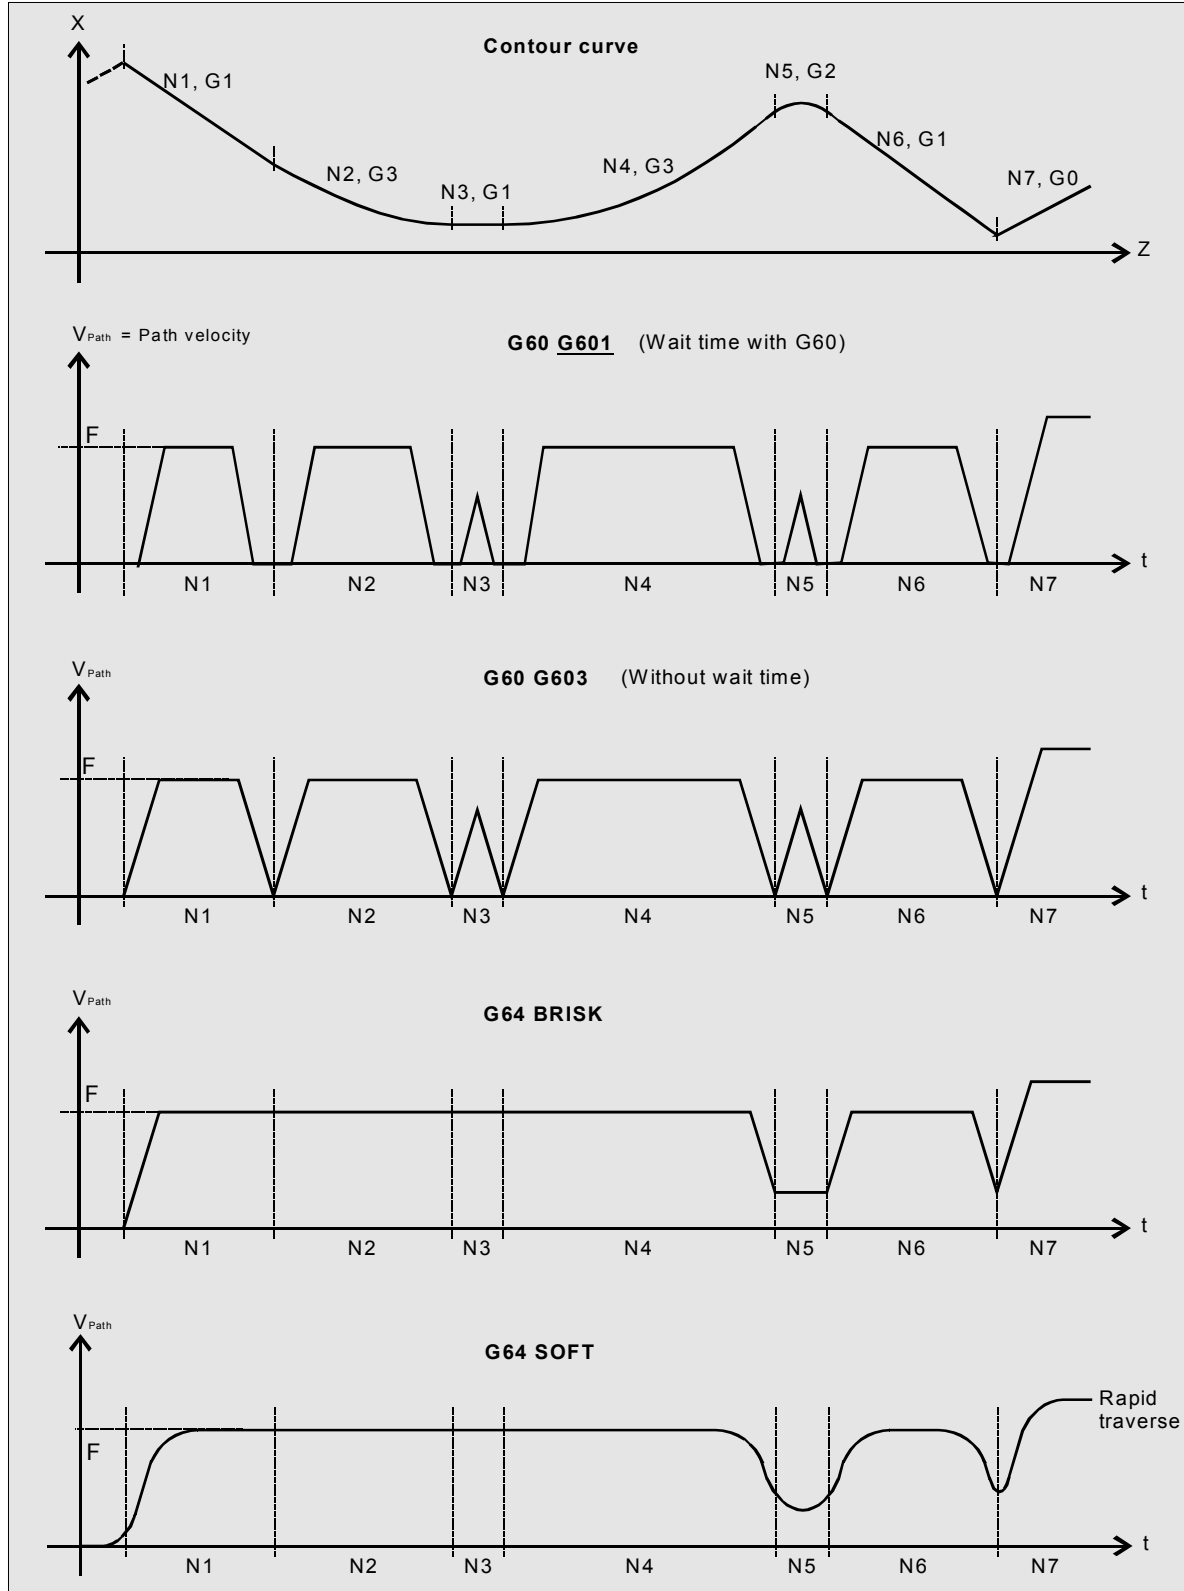 X
Contour curve
N1, G1
N5, G2
N2, G3
N3, G1
N4, G3
N6, G1
N7, G0
Z
VPath = Path velocity
G60 G601 (Wait time with G60)
F
t
N1 N2 N3 N4 N5 N6 N7
VPath
G60 G603 (Without wait time)
F
t
N1 N2 N3 N4 N5 N6 N7
VPath
G64 BRISK
F
t
N1 N2 N3 N4 N5 N6 N7
VPath
G64 SOFT
Rapid
traverse
F
t
N1 N2 N3 N4 N5 N6 N7